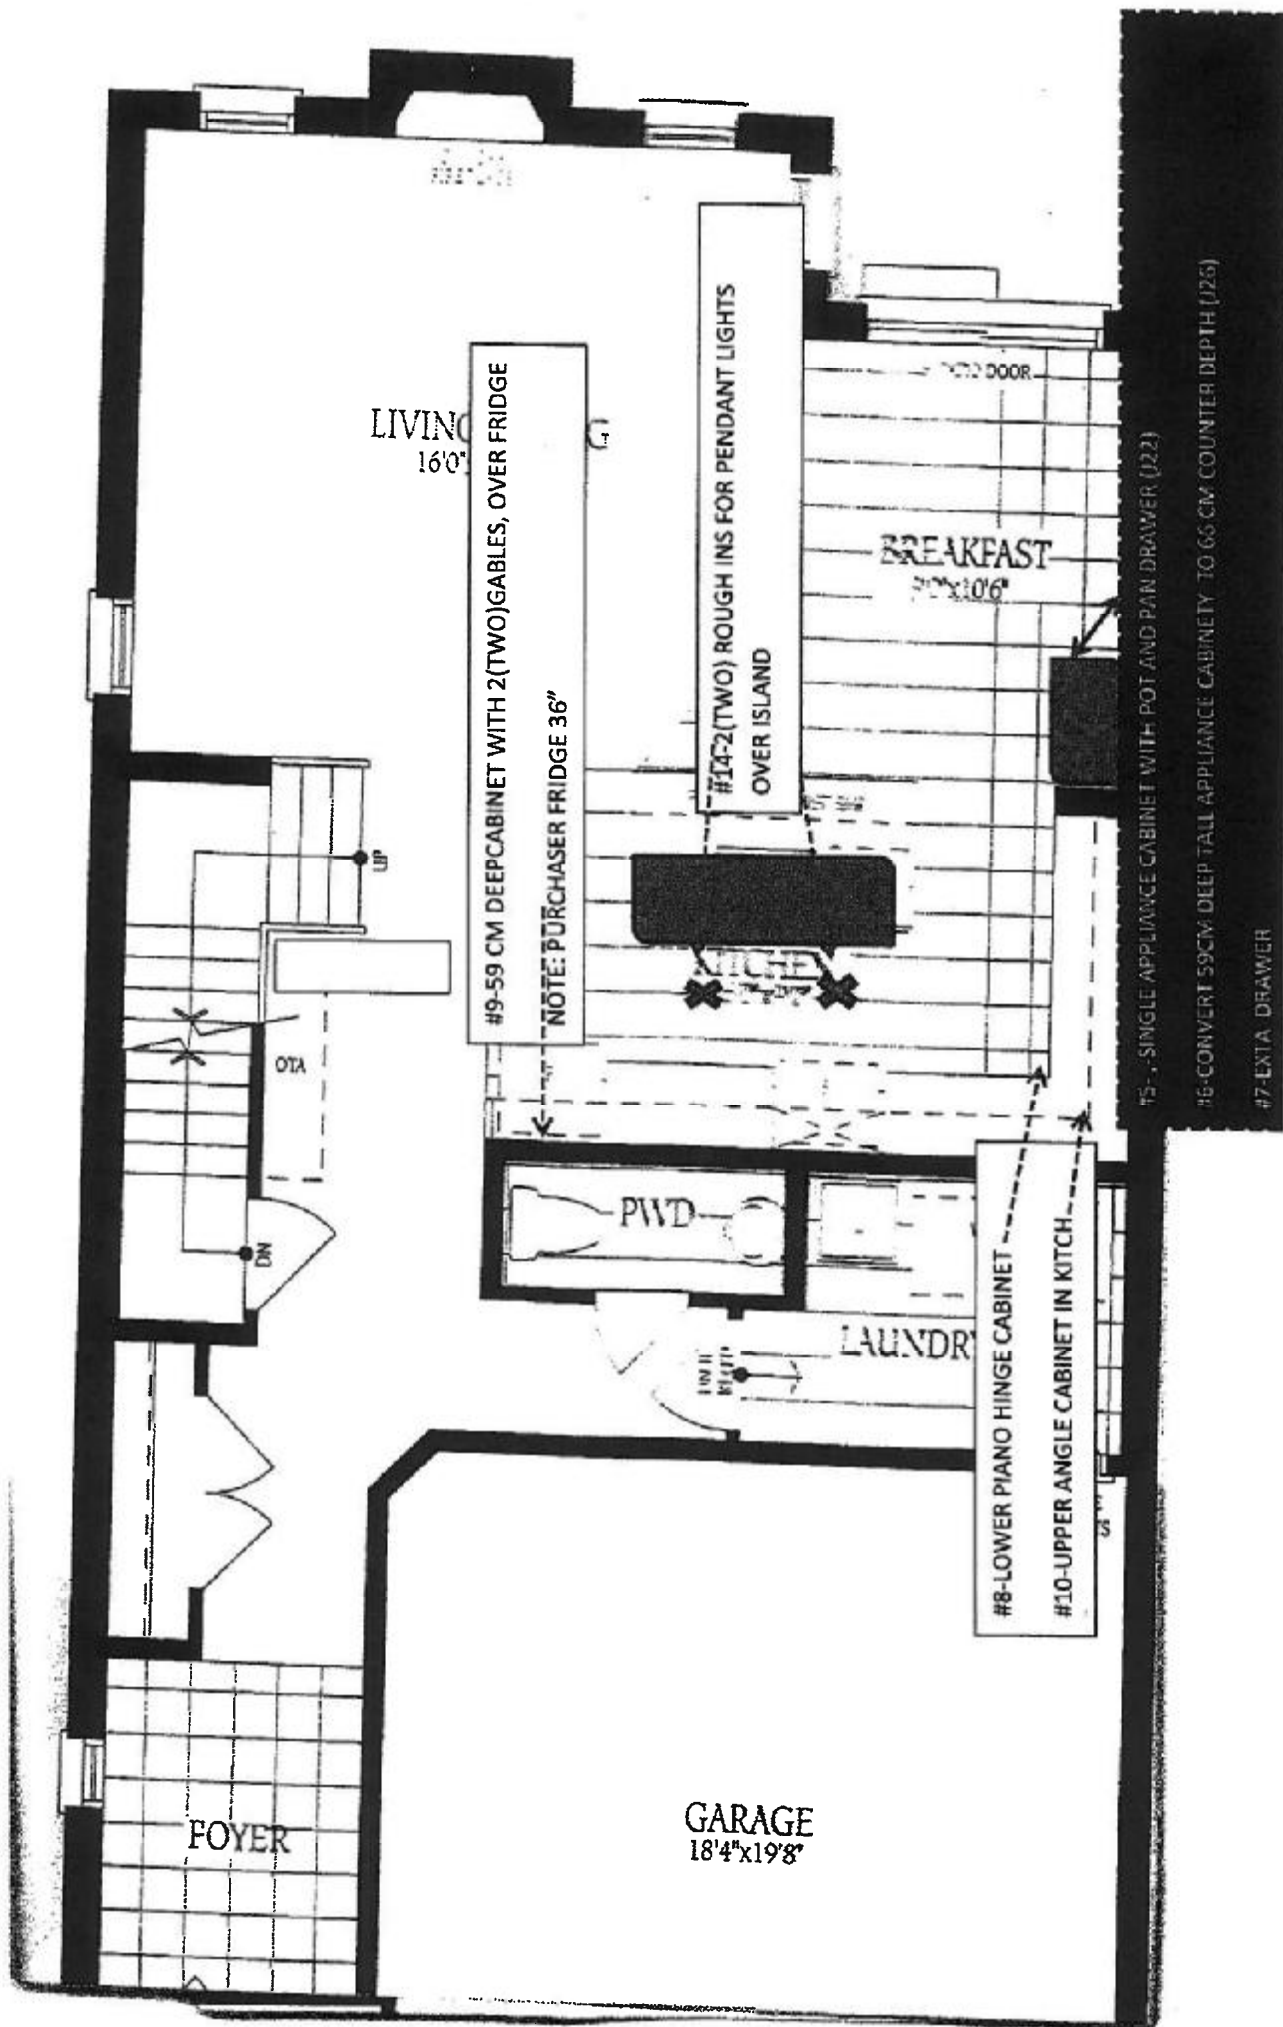 LIVING
16'0"
#9-59 CM DEEPCABINET WITH 2(TWO)GABLES, OVER FRIDGE
NOTE: PURCHASER FRIDGE 36"
#14-2(TWO) ROUGH INS FOR PENDANT LIGHTS
OVER ISLAND
DOOR
BREAKFAST
x10'6"
UP
OTA
DN
PWD
LAUNDRY
#8-LOWER PIANO HINGE CABINET
#10-UPPER ANGLE CABINET IN KITCH
#5-,-SINGLE APPLIANCE CABINET WITH POT AND PAN DRAWER (J22)
#6-CONVERT 59CM DEEP TALL APPLIANCE CABINETY TO 66 CM COUNTER DEPTH (J26)
#7-EXTA DRAWER
FOYER
GARAGE
18'4"x19'8"